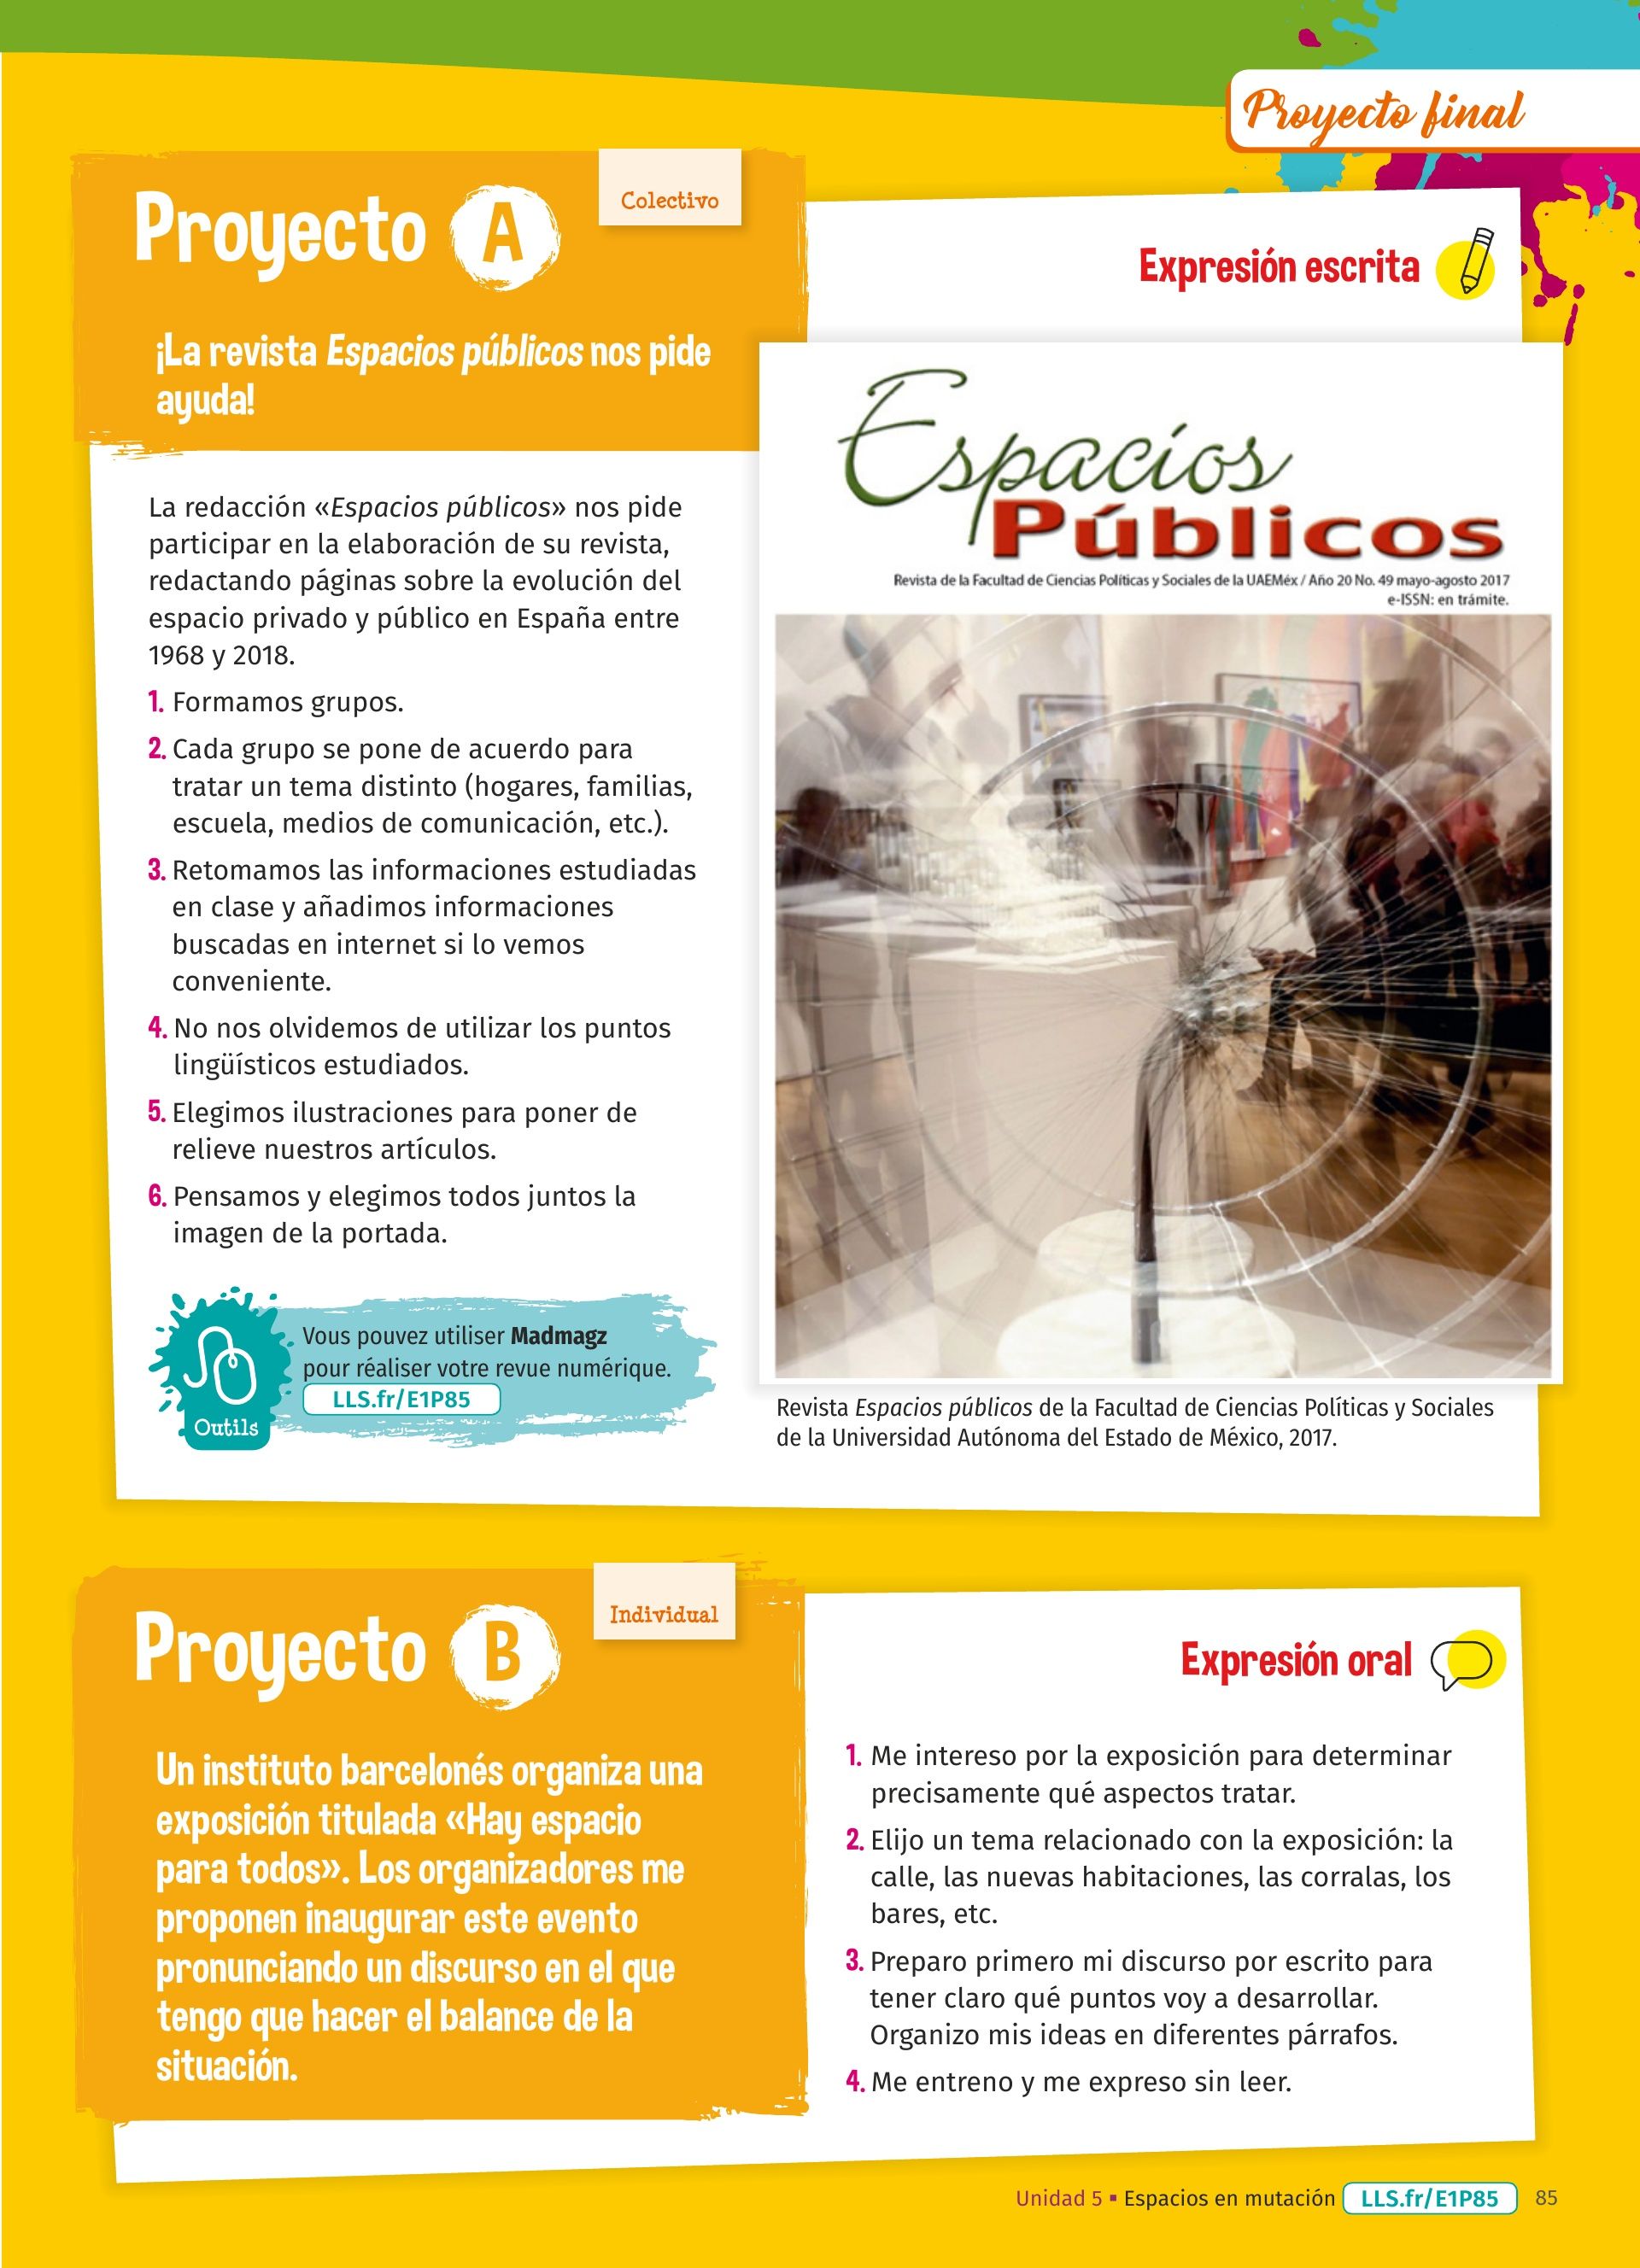 Proyecto final
Proyecto A
Colectivo
¡La revista Espacios públicos nos pide
ayuda!
Expresión escrita
La redacción «Espacios públicos» nos pide
participar en la elaboración de su revista,
redactando páginas sobre la evolución del
espacio privado y público en España entre
1968 y 2018.
1. Formamos grupos.
2. Cada grupo se pone de acuerdo para
tratar un tema distinto (hogares, familias,
escuela, medios de comunicación, etc.).
3. Retomamos las informaciones estudiadas
en clase y añadimos informaciones
buscadas en internet si lo vemos
conveniente.
4. No nos olvidemos de utilizar los puntos
lingüísticos estudiados.
5. Elegimos ilustraciones para poner de
relieve nuestros artículos.
6. Pensamos y elegimos todos juntos la
imagen de la portada.
Outils
Vous pouvez utiliser Madmagz
pour réaliser votre revue numérique.
LLS.fr/E1P85
Espacios
Públicos
Revista de la Facultad de Ciencias Políticas y Sociales de la UAEMéx / Año 20 No. 49 mayo-agosto 2017
e-ISSN: en trámite.
Revista Espacios públicos de la Facultad de Ciencias Políticas y Sociales
de la Universidad Autónoma del Estado de México, 2017.
Proyecto B
Individual
Un instituto barcelonés organiza una
exposición titulada «Hay espacio
para todos». Los organizadores me
proponen inaugurar este evento
pronunciando un discurso en el que
tengo que hacer el balance de la
situación.
Expresión oral
1. Me intereso por la exposición para determinar
precisamente qué aspectos tratar.
2. Elijo un tema relacionado con la exposición: la
calle, las nuevas habitaciones, las corralas, los
bares, etc.
3. Preparo primero mi discurso por escrito para
tener claro qué puntos voy a desarrollar.
Organizo mis ideas en diferentes párrafos.
4. Me entreno y me expreso sin leer.
Unidad 5 ▪ Espacios en mutación LLS.fr/E1P85 85